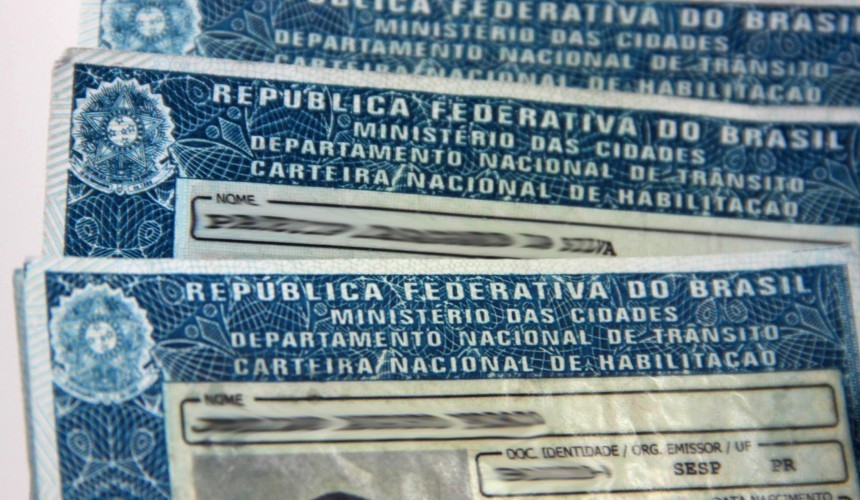 REPÚBLICA FEDERATIVA DO BRASIL
MINISTÉRIO DAS CIDADES
DEPARTAMENTO NACIONAL DE TRÂNSITO
CARTEIRA NACIONAL DE HABILITAÇÃO
REPÚBLICA FEDERATIVA DO BRASIL
MINISTÉRIO DAS CIDADES
DEPARTAMENTO NACIONAL DE TRÂNSITO
CARTEIRA NACIONAL DE HABILITAÇÃO
NOME
REPÚBLICA FEDERATIVA DO BRASIL
MINISTÉRIO DAS CIDADES
DEPARTAMENTO NACIONAL DE TRÂNSITO
CARTEIRA NACIONAL DE HABILITAÇÃO
NOME
DOC. IDENTIDADE / ORG. EMISSOR / UF
SESP PR
DATA NASCIMENTO